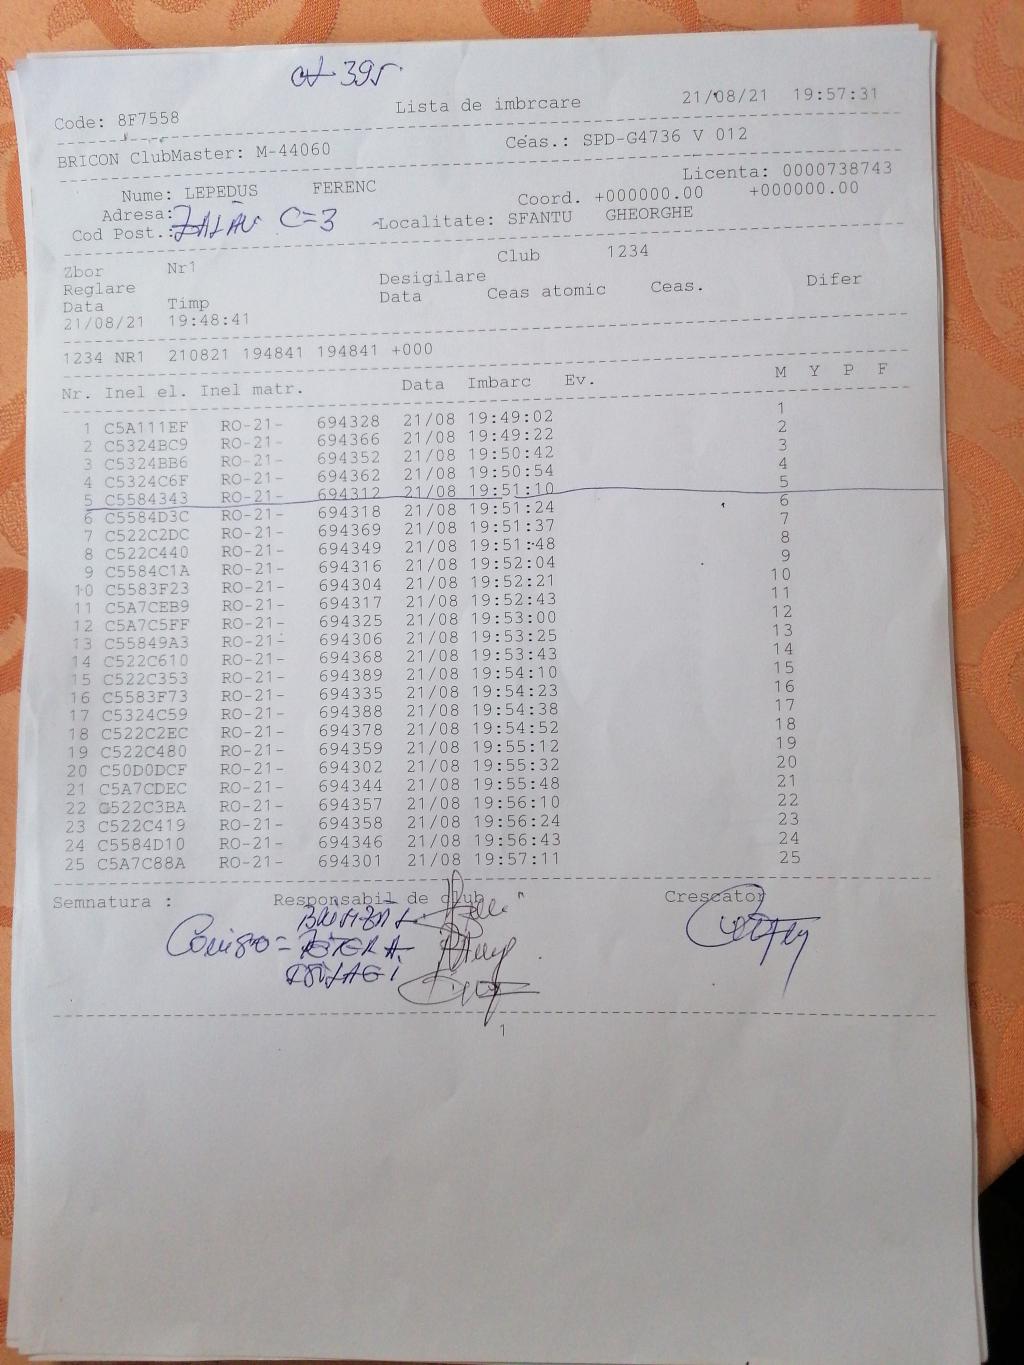 395
Code: 8F7558 Lista de imbrcare 21/08/21 19:57:31
BRICON ClubMaster: M-44060 Ceas.: SPD-G4736 V 012
Licenta: 0000738743
Nume: LEPEDUS FERENC Coord. +000000.00 +000000.00
Adresa: ZALAU C=3
Cod Post.: Localitate: SFANTU GHEORGHE
Zbor Nr1 Club 1234
Reglare Desigilare
Data Timp Data Ceas atomic Ceas. Difer
21/08/21 19:48:41
1234 NR1 210821 194841 194841 +000
Nr. Inel el. Inel matr. Data Imbarc Ev. M Y P F
1 C5A111EF RO-21- 694328 21/08 19:49:02 1
2 C5324BC9 RO-21- 694366 21/08 19:49:22 2
3 C5324BB6 RO-21- 694352 21/08 19:50:42 3
4 C5324C6F RO-21- 694362 21/08 19:50:54 4
5 C5584343 RO-21- 694312 21/08 19:51:10 5
6 C5584D3C RO-21- 694318 21/08 19:51:24 6
7 C522C2DC RO-21- 694369 21/08 19:51:37 7
8 C522C440 RO-21- 694349 21/08 19:51:48 8
9 C5584C1A RO-21- 694316 21/08 19:52:04 9
10 C5583F23 RO-21- 694304 21/08 19:52:21 10
11 C5A7CEB9 RO-21- 694317 21/08 19:52:43 11
12 C5A7C5FF RO-21- 694325 21/08 19:53:00 12
13 C55849A3 RO-21- 694306 21/08 19:53:25 13
14 C522C610 RO-21- 694368 21/08 19:53:43 14
15 C522C353 RO-21- 694389 21/08 19:54:10 15
16 C5583F73 RO-21- 694335 21/08 19:54:23 16
17 C5324C59 RO-21- 694388 21/08 19:54:38 17
18 C522C2EC RO-21- 694378 21/08 19:54:52 18
19 C522C480 RO-21- 694359 21/08 19:55:12 19
20 C50D0DCF RO-21- 694302 21/08 19:55:32 20
21 C5A7CDEC RO-21- 694344 21/08 19:55:48 21
22 C522C3BA RO-21- 694357 21/08 19:56:10 22
23 C522C419 RO-21- 694358 21/08 19:56:24 23
24 C5584D10 RO-21- 694346 21/08 19:56:43 24
25 C5A7C88A RO-21- 694301 21/08 19:57:11 25
Semnatura : Responsabil de club Crescator
1